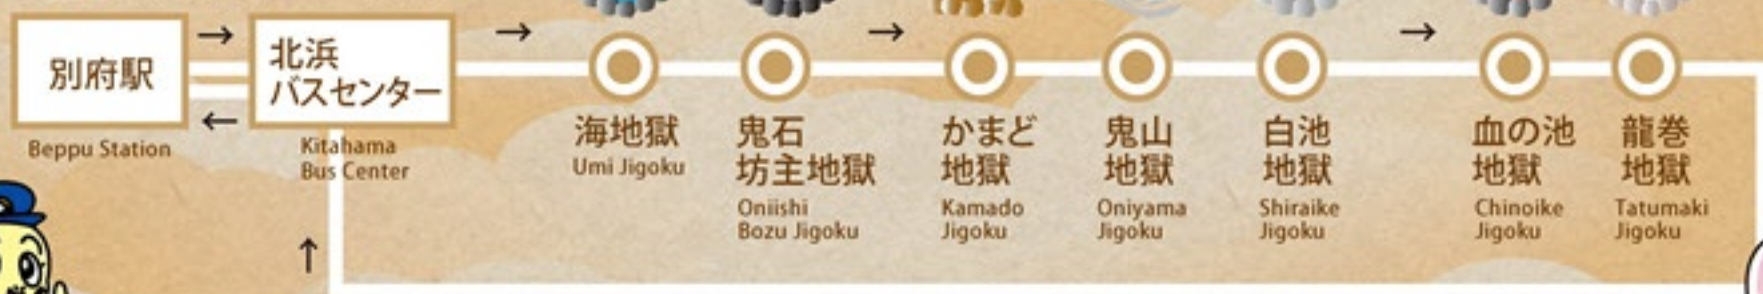 別府駅
Beppu Station
北浜
バスセンター
Kitahama
Bus Center
海地獄
Umi Jigoku
鬼石
坊主地獄
Oniishi
Bozu Jigoku
かまど
地獄
Kamado
Jigoku
鬼山
地獄
Oniyama
Jigoku
白池
地獄
Shiraike
Jigoku
血の池
地獄
Chinoike
Jigoku
龍巻
地獄
Tatumaki
Jigoku